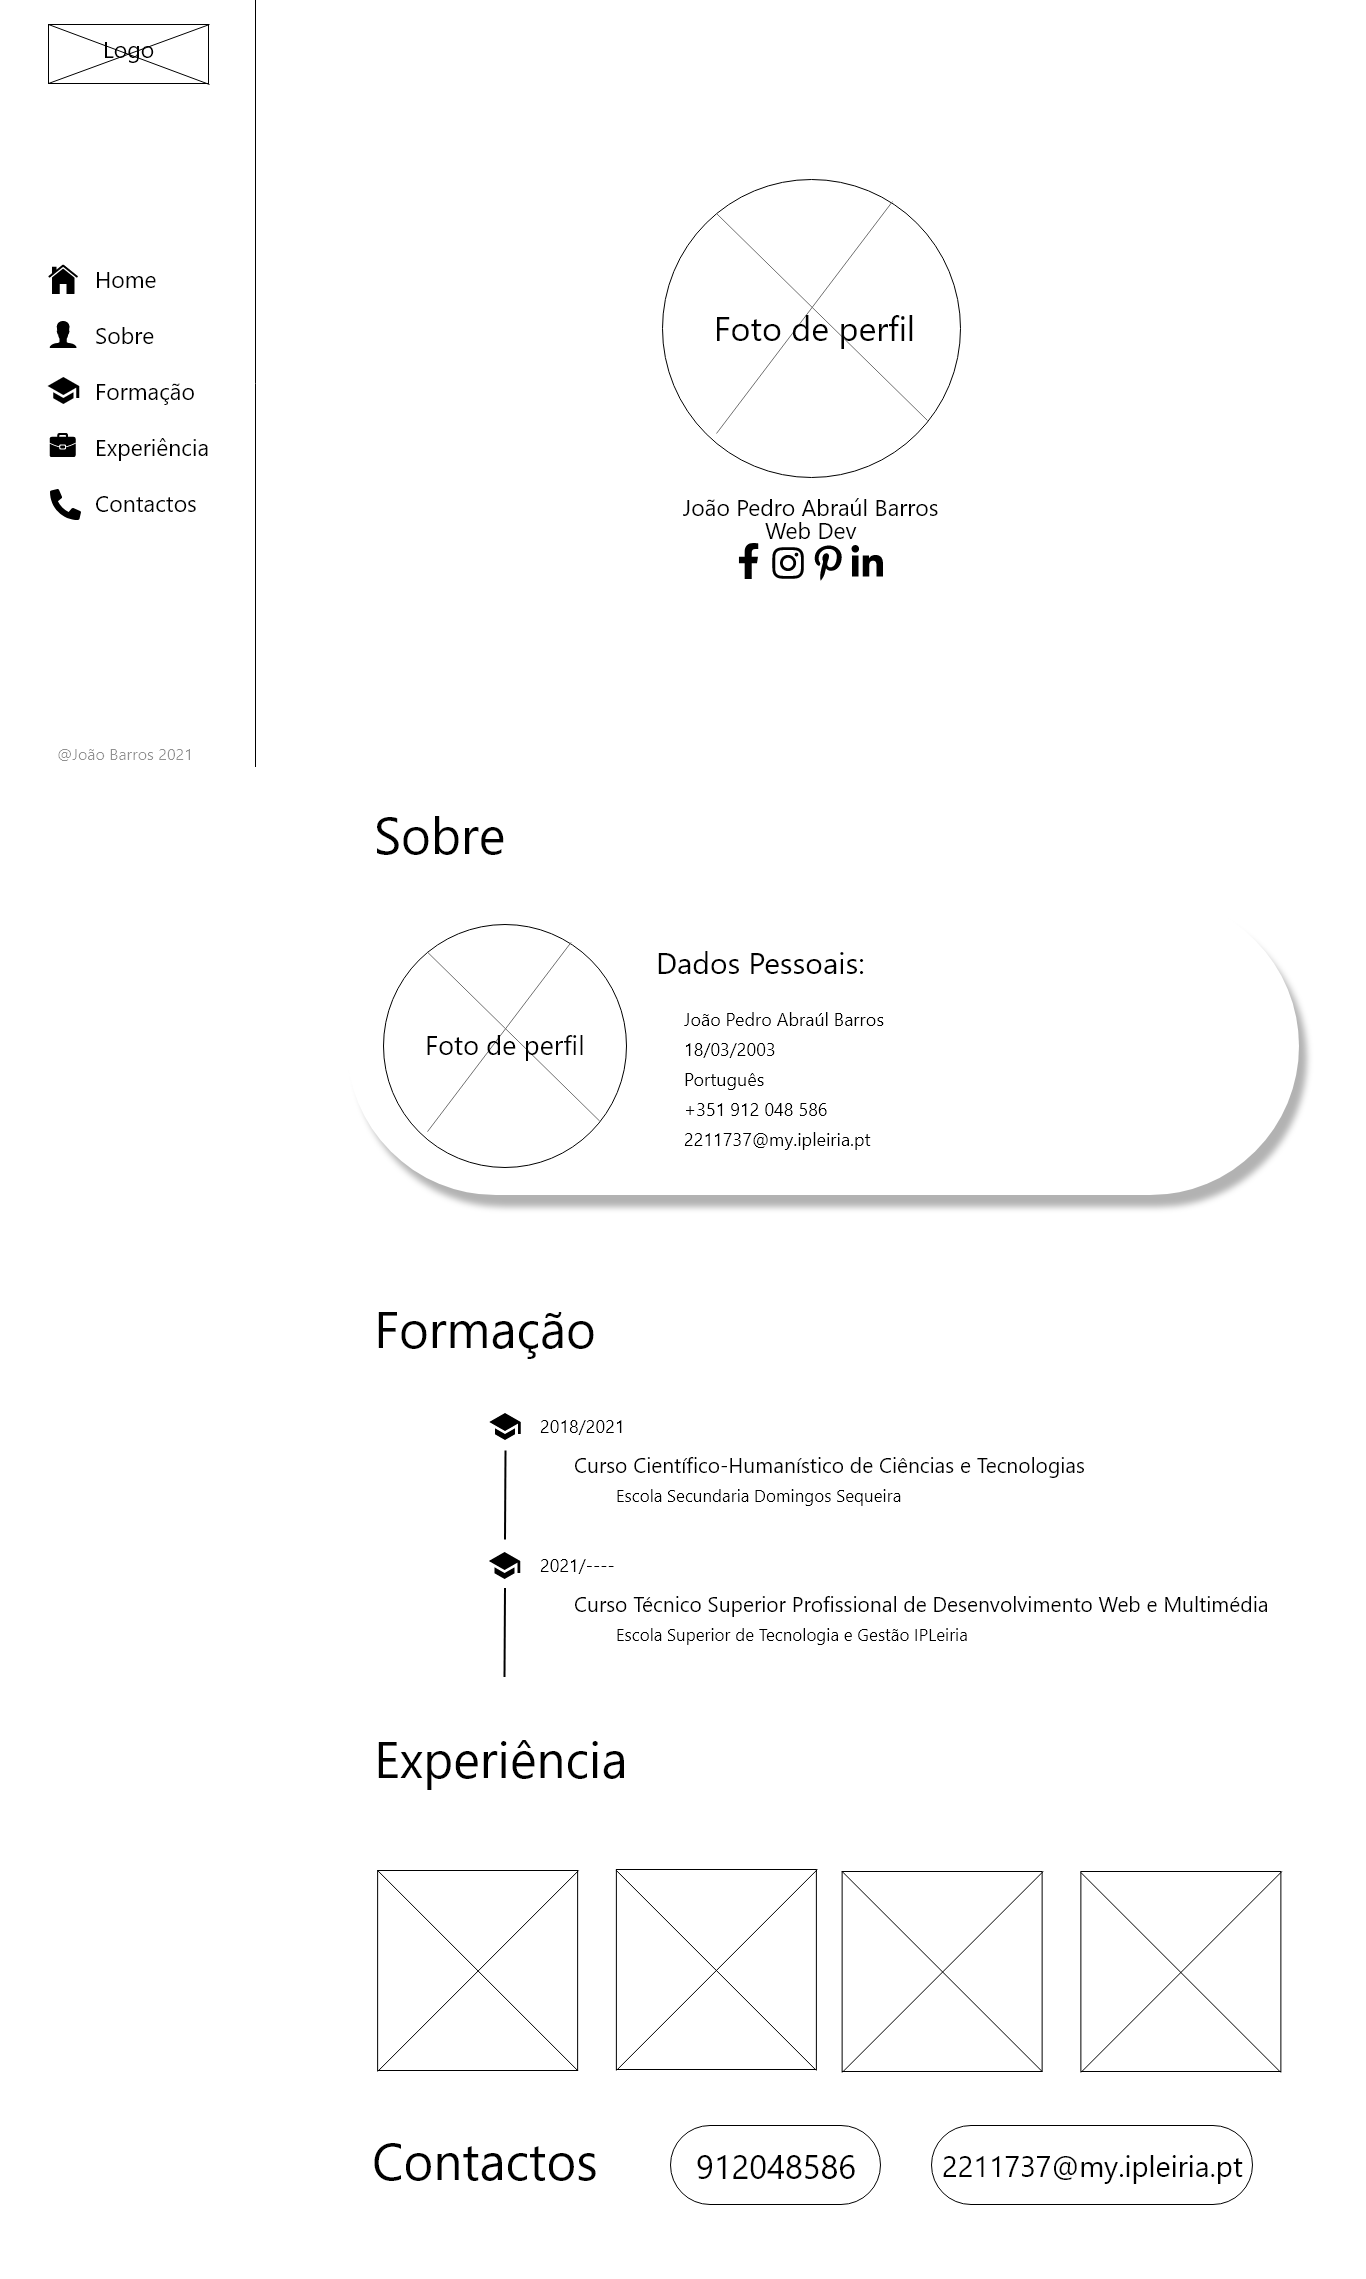 Logo
Home
Sobre
Formação
Experiência
Contactos
@João Barros 2021
Foto de perfil
João Pedro Abraúl Barros
Web Dev
Sobre
Foto de perfil
Dados Pessoais:
João Pedro Abraúl Barros
18/03/2003
Português
+351 912 048 586
2211737@my.ipleiria.pt
Formação
2018/2021
Curso Científico-Humanístico de Ciências e Tecnologias
Escola Secundaria Domingos Sequeira
2021/----
Curso Técnico Superior Profissional de Desenvolvimento Web e Multimédia
Escola Superior de Tecnologia e Gestão IPLeiria
Experiência
Contactos
912048586
2211737@my.ipleiria.pt